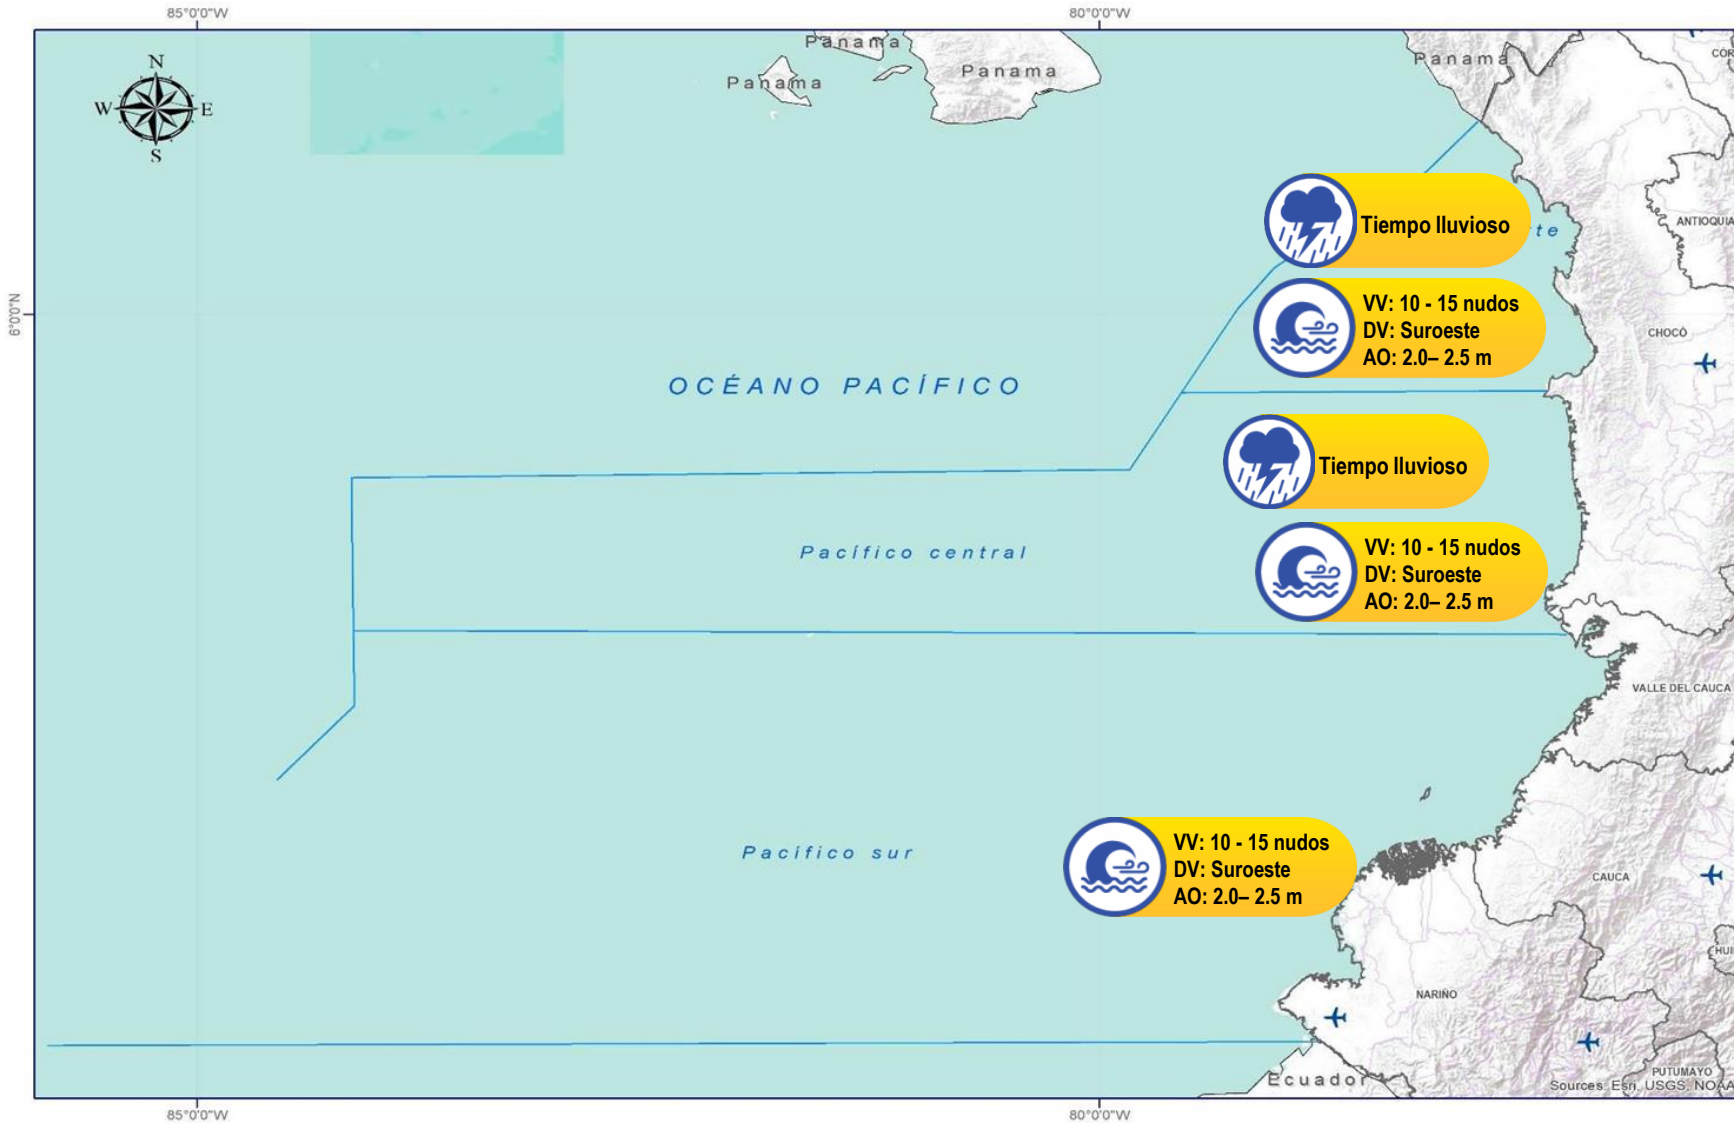 85°0'0"W
80°0'0"W
Panama
Panama
Panama
Panama
N
W
E
S
ANTIOQUIA
Tiempo lluvioso
6°0'0"N
VV: 10 - 15 nudos
DV: Suroeste
AO: 2.0– 2.5 m
CHOCÓ
OCÉANO PACÍFICO
Tiempo lluvioso
Pacífico central
VV: 10 - 15 nudos
DV: Suroeste
AO: 2.0– 2.5 m
VALLE DEL CAUCA
Pacífico sur
VV: 10 - 15 nudos
DV: Suroeste
AO: 2.0– 2.5 m
CAUCA
NARIÑO
PUTUMAYO
Ecuador
Sources: Esri, USGS, NOAA
85°0'0"W
80°0'0"W